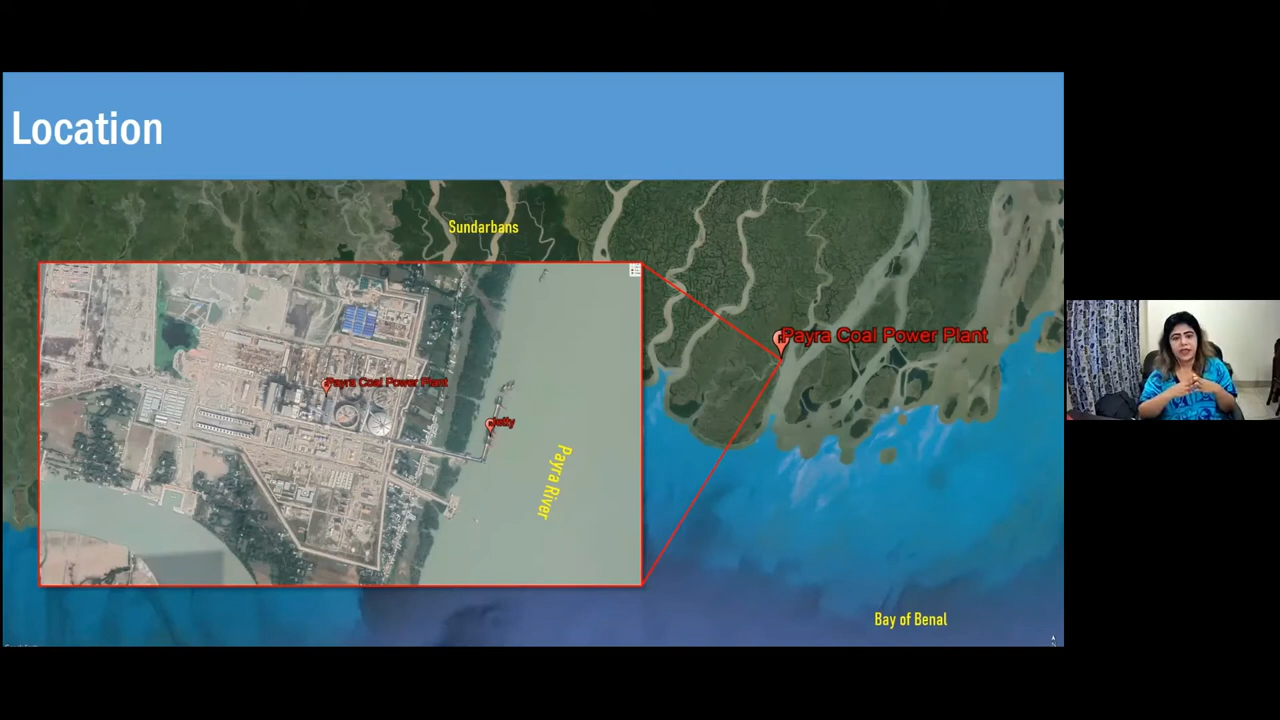 Location
Sundarbans
Payra Coal Power Plant
Payra Coal Power Plant
Jetty
Payra River
Bay of Benal